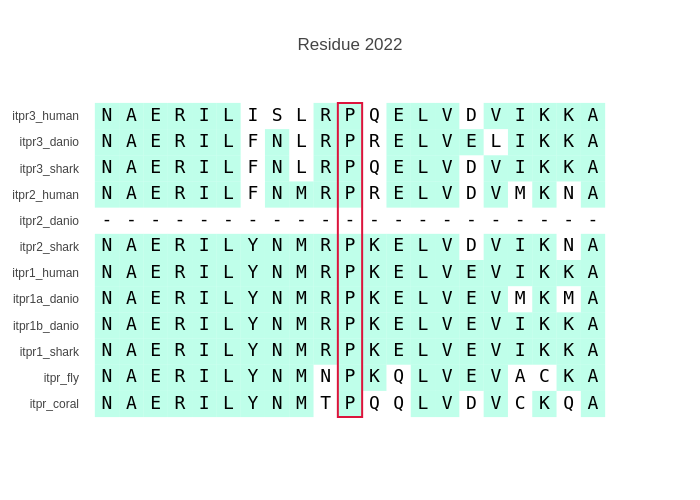 Residue 2022
itpr3_human N A E R I L I S L R P Q E L V D V I K K A
itpr3_danio N A E R I L F N L R P R E L V E L I K K A
itpr3_shark N A E R I L F N L R P Q E L V D V I K K A
itpr2_human N A E R I L F N M R P R E L V D V M K N A
itpr2_danio - - - - - - - - - - - - - - - - - - - - -
itpr2_shark N A E R I L Y N M R P K E L V D V I K N A
itpr1_human N A E R I L Y N M R P K E L V E V I K K A
itpr1a_danio N A E R I L Y N M R P K E L V E V M K M A
itpr1b_danio N A E R I L Y N M R P K E L V E V I K K A
itpr1_shark N A E R I L Y N M R P K E L V E V I K K A
itpr_fly N A E R I L Y N M N P K Q L V E V A C K A
itpr_coral N A E R I L Y N M T P Q Q L V D V C K Q A